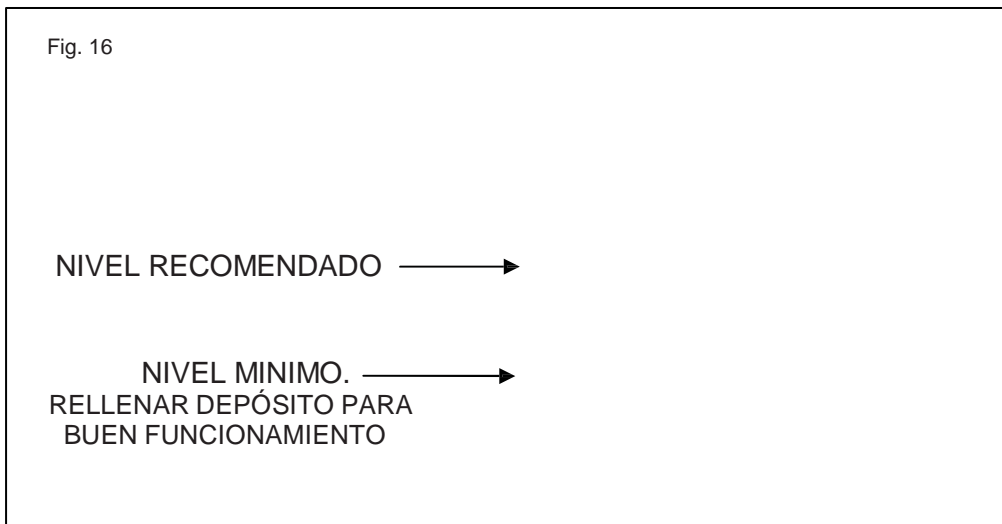 Fig. 16
NIVEL RECOMENDADO
NIVEL MINIMO.
RELLENAR DEPÓSITO PARA
BUEN FUNCIONAMIENTO